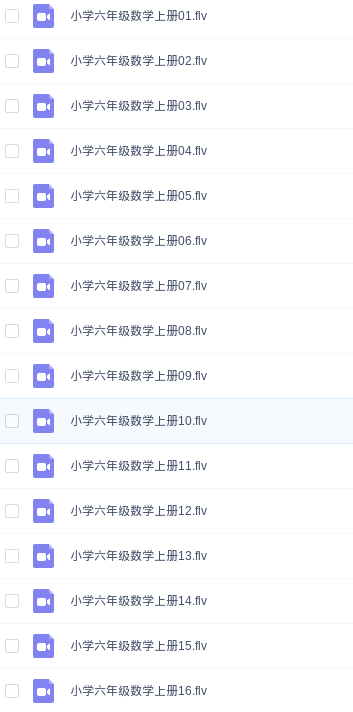 小学六年级数学上册01.flv
小学六年级数学上册02.flv
小学六年级数学上册03.flv
小学六年级数学上册04.flv
小学六年级数学上册05.flv
小学六年级数学上册06.flv
小学六年级数学上册07.flv
小学六年级数学上册08.flv
小学六年级数学上册09.flv
小学六年级数学上册10.flv
小学六年级数学上册11.flv
小学六年级数学上册12.flv
小学六年级数学上册13.flv
小学六年级数学上册14.flv
小学六年级数学上册15.flv
小学六年级数学上册16.flv